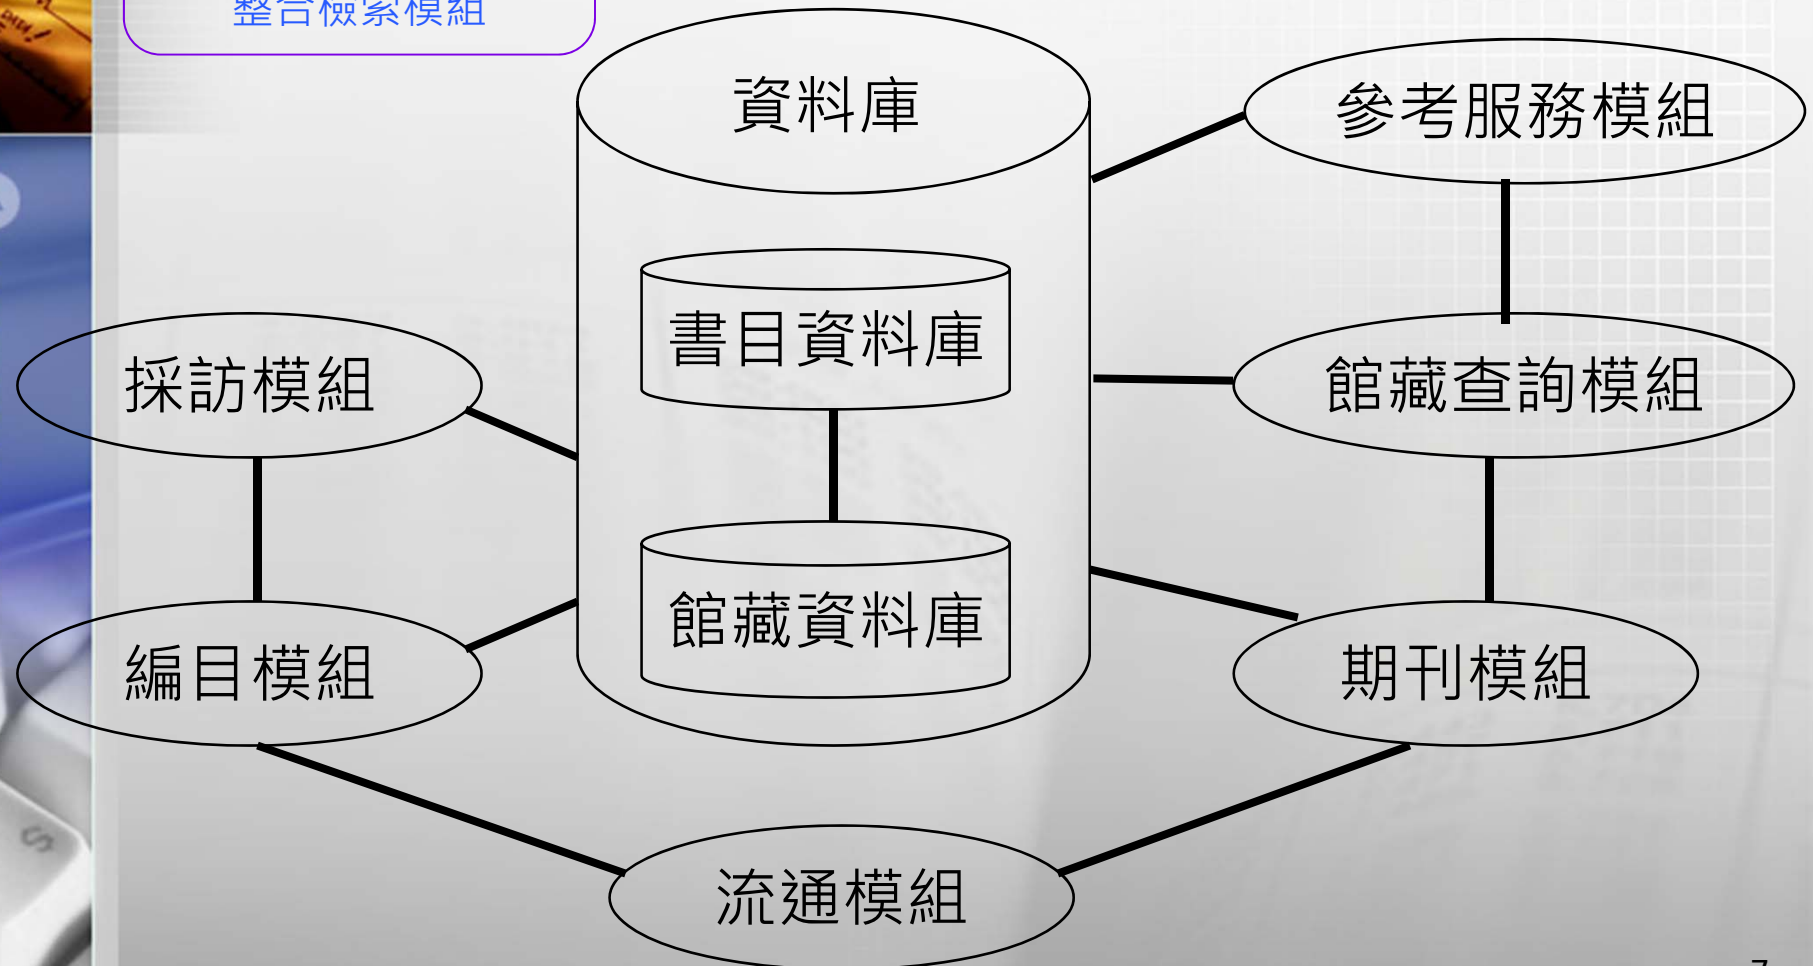 整合檢索模組
資料庫
參考服務模組
書目資料庫
採訪模組
館藏查詢模組
館藏資料庫
編目模組
期刊模組
流通模組